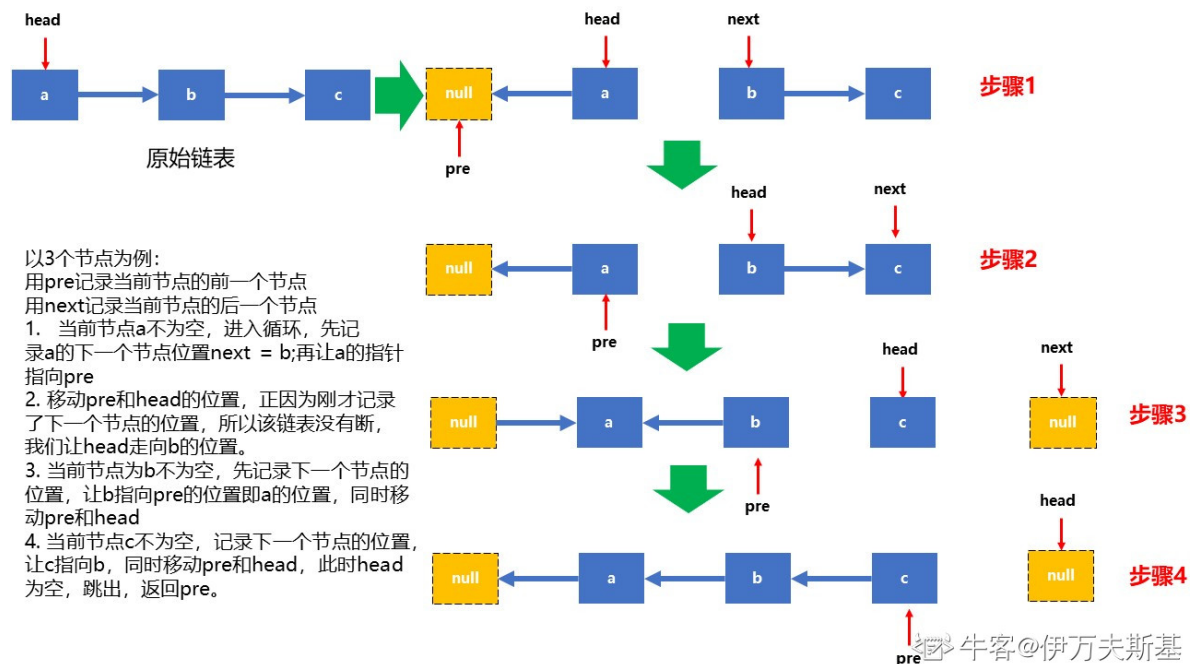 head
head
next
a
b
c
null
a
b
c
步骤1
原始链表
pre
head
next
null
a
b
c
步骤2
pre
以3个节点为例：
用pre记录当前节点的前一个节点
用next记录当前节点的后一个节点
1. 当前节点a不为空，进入循环，先记
录a的下一个节点位置next = b;再让a的指针
指向pre
2. 移动pre和head的位置，正因为刚才记录
了下一个节点的位置，所以该链表没有断，
我们让head走向b的位置。
3. 当前节点为b不为空，先记录下一个节点的
位置，让b指向pre的位置即a的位置，同时移
动pre和head
4. 当前节点c不为空，记录下一个节点的位置，
让c指向b，同时移动pre和head，此时head
为空，跳出，返回pre。
head
next
null
a
b
c
null
步骤3
pre
head
null
a
b
c
null
步骤4
pre
牛客@伊万夫斯基